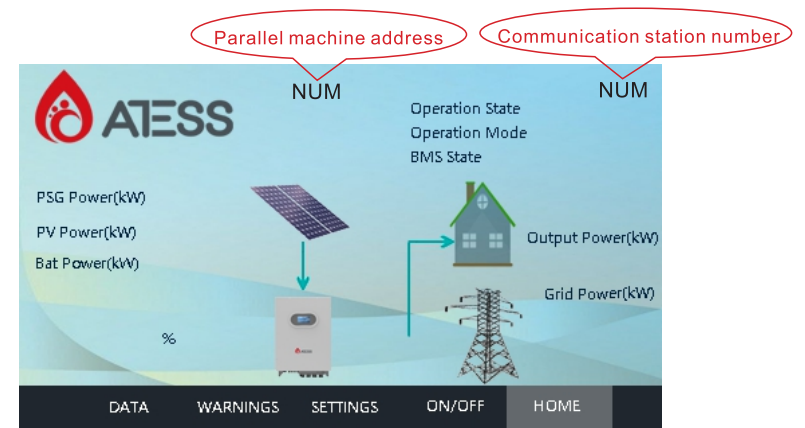 Parallel machine address
Communication station number
NUM
NUM
ATESS
Operation State
Operation Mode
BMS State
PSG Power(kW)
PV Power(kW)
Bat Power(kW)
Output Power(kW)
Grid Power(kW)
%
ATESS
DATA
WARNINGS
SETTINGS
ON/OFF
HOME